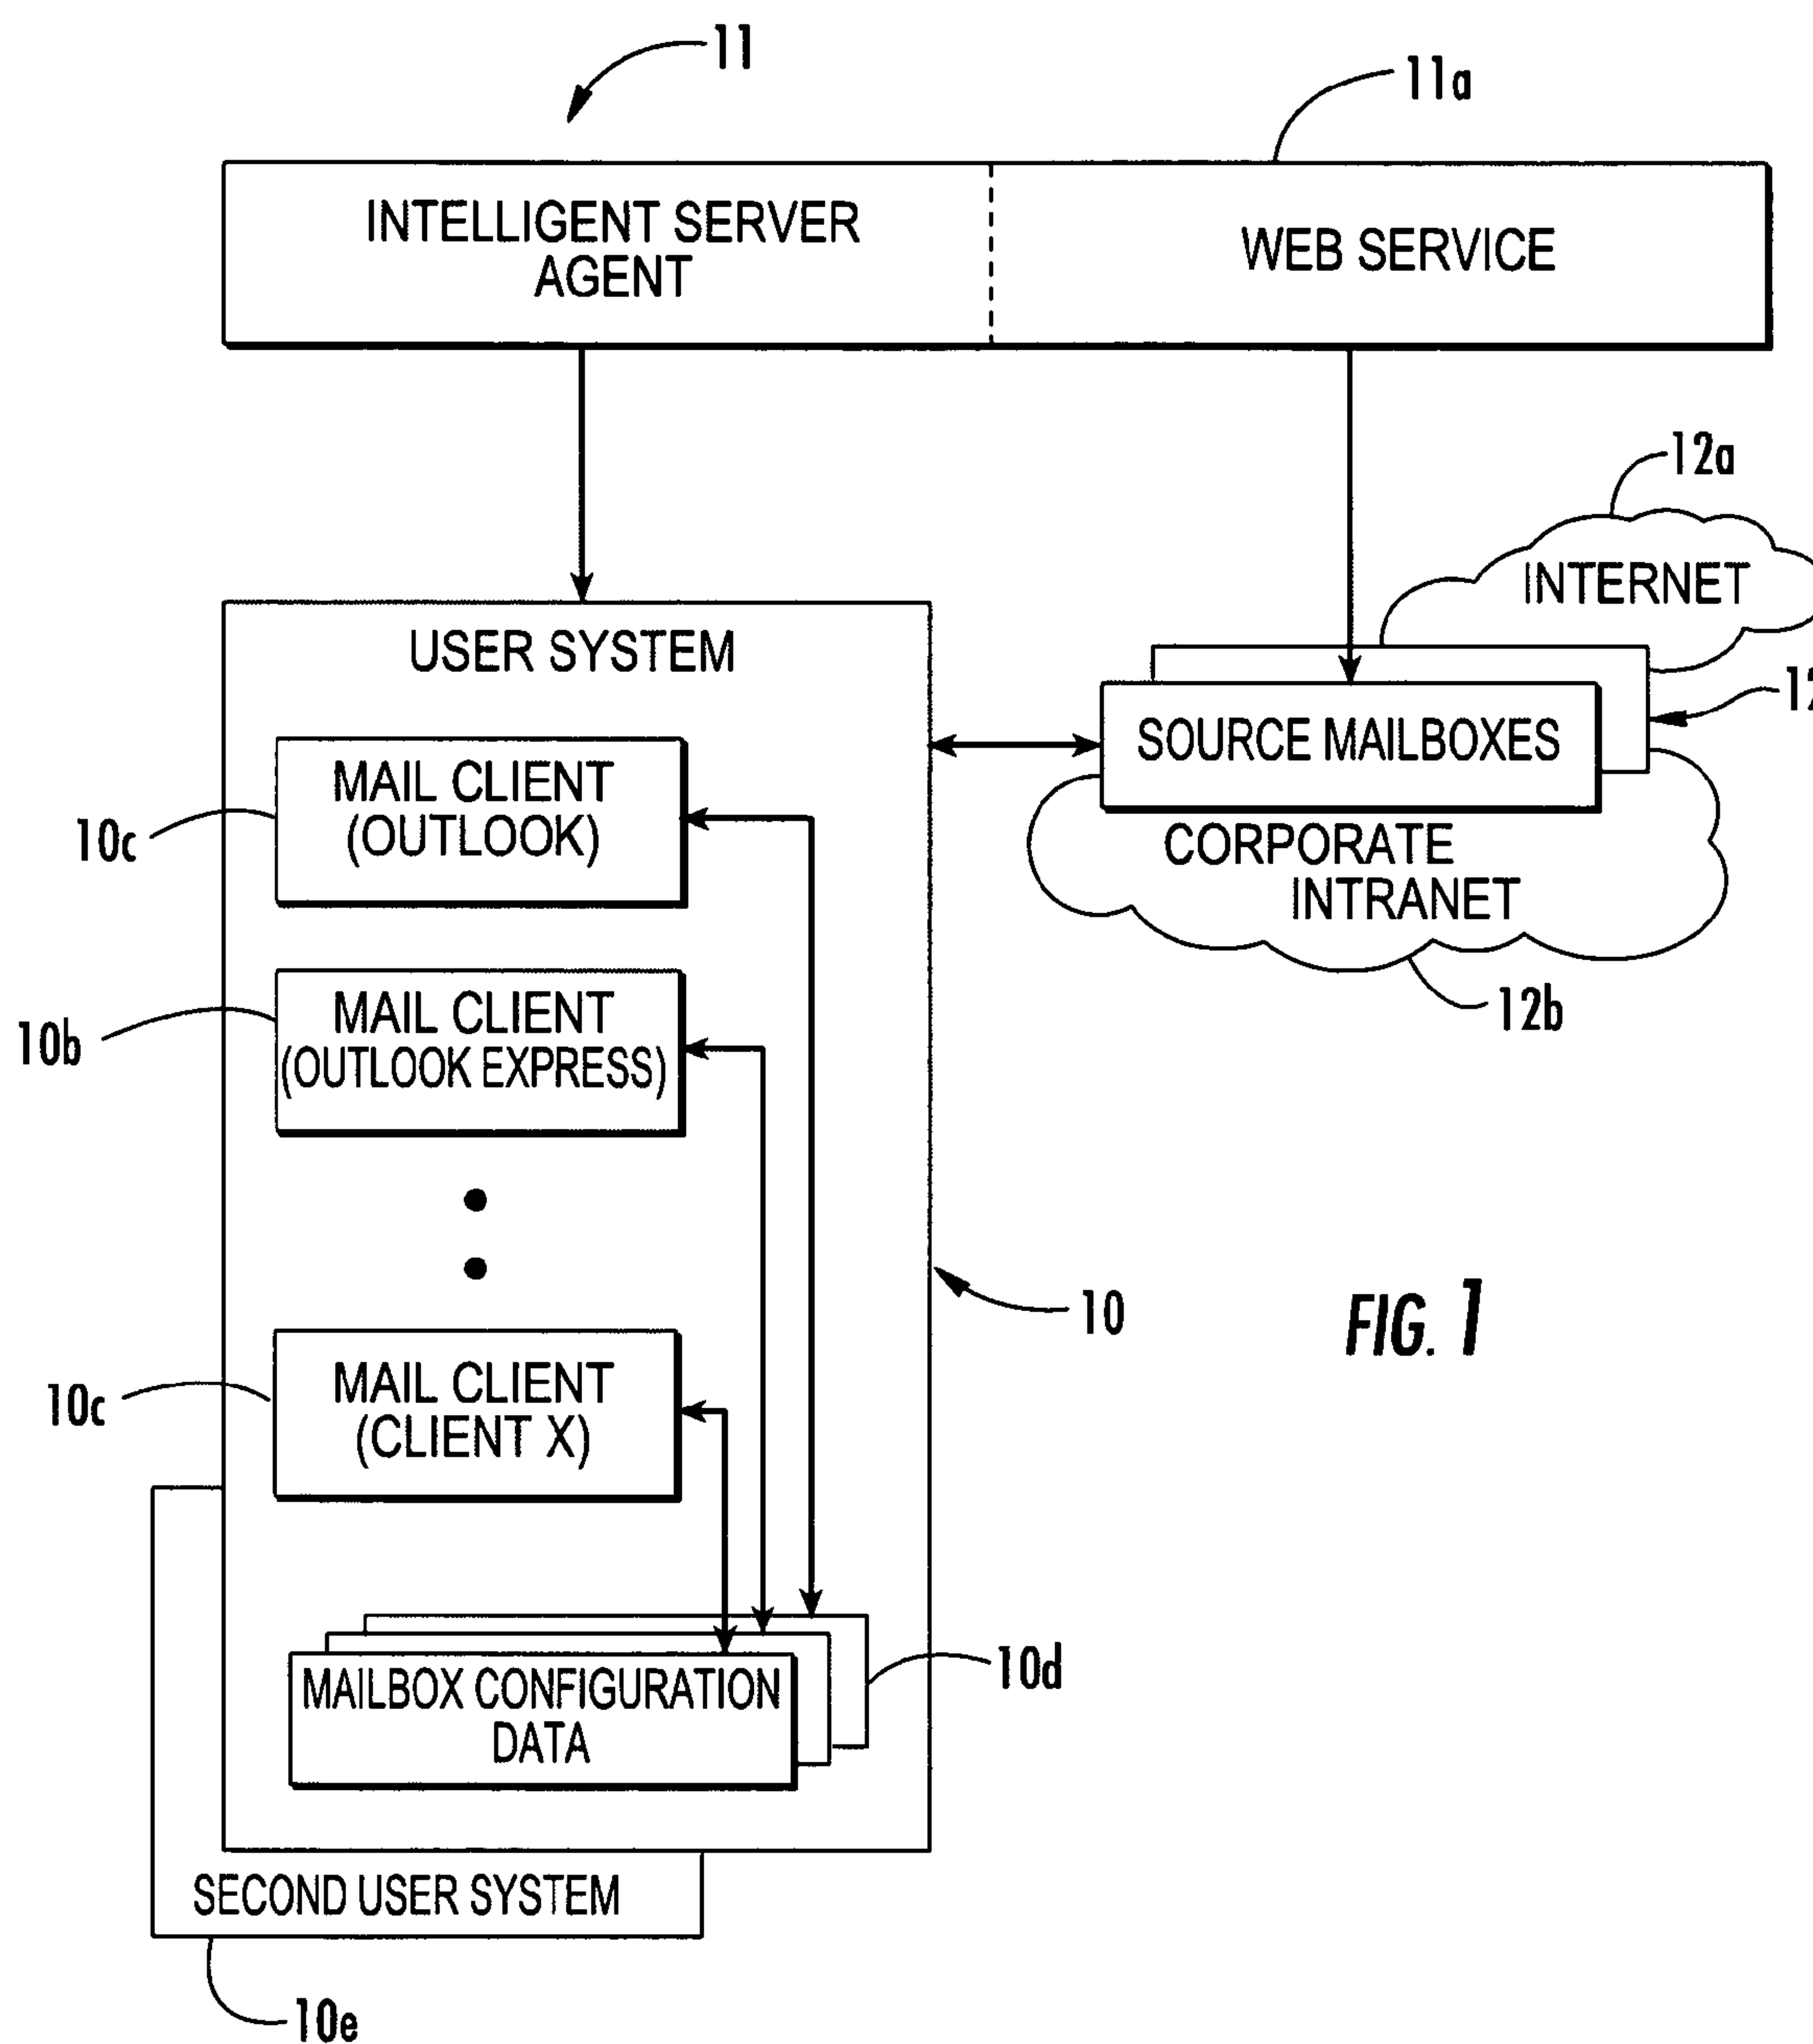 11
11a
INTELLIGENT SERVER
AGENT
WEB SERVICE
12a
INTERNET
USER SYSTEM
12
SOURCE MAILBOXES
MAIL CLIENT
(OUTLOOK)
10c
CORPORATE
INTRANET
12b
MAIL CLIENT
(OUTLOOK EXPRESS)
10b
10
FIG. 1
MAIL CLIENT
(CLIENT X)
10c
10d
MAILBOX CONFIGURATION
DATA
SECOND USER SYSTEM
10e